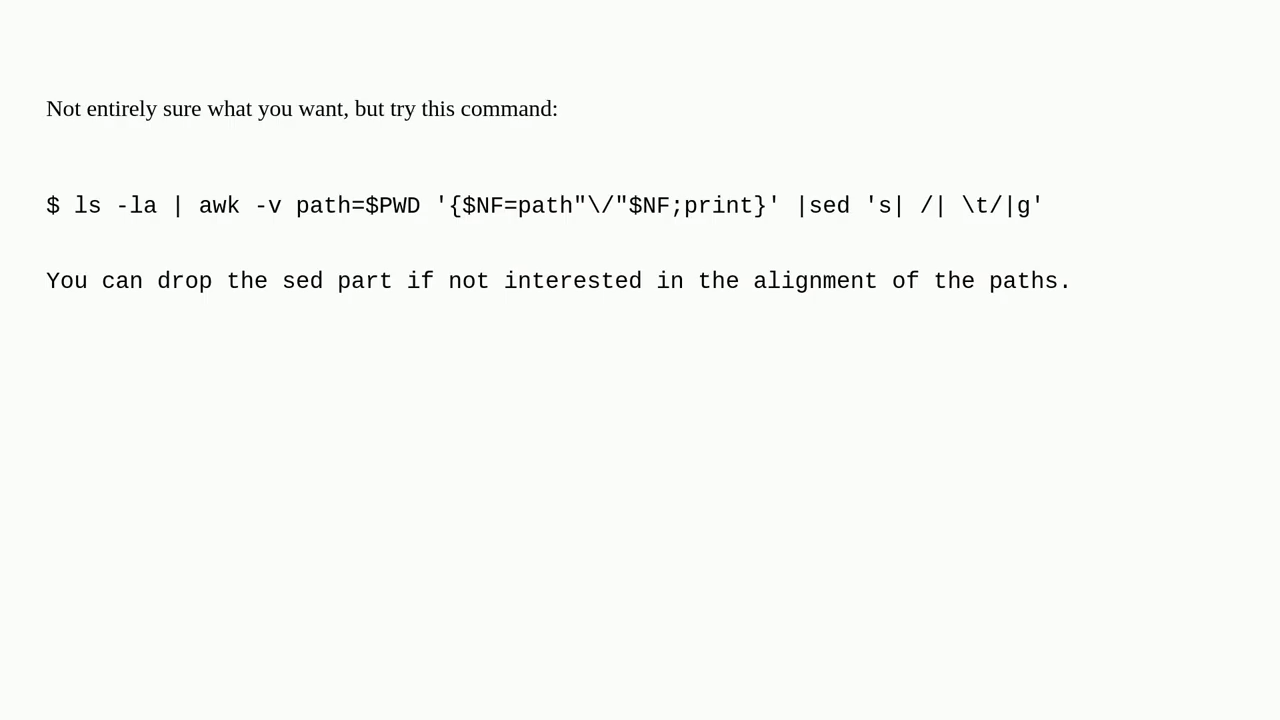 Not entirely sure what you want, but try this command:
$ ls -la | awk -v path=$PWD '{$NF=path"\/"$NF;print}' |sed 's| /| \t/|g'
You can drop the sed part if not interested in the alignment of the paths.